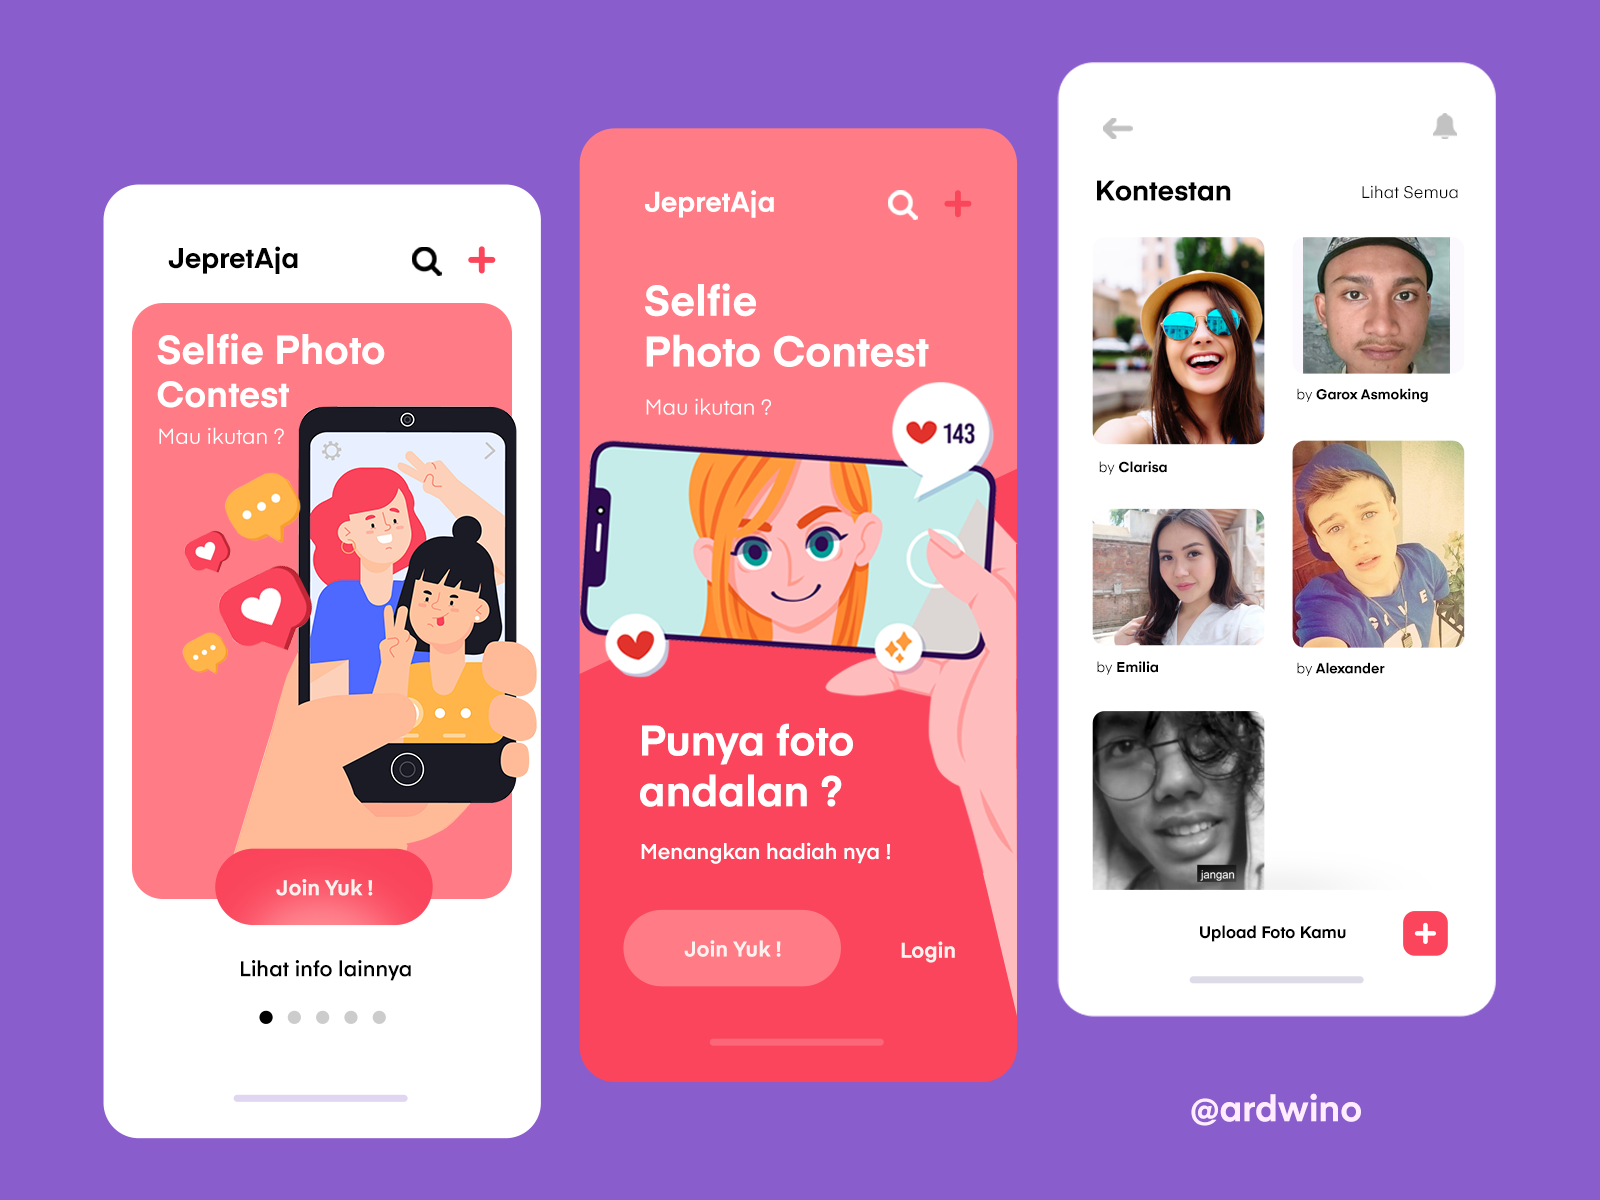 JepretAja
Selfie Photo
Contest
Mau ikutan ?
Join Yuk !
Lihat info lainnya
JepretAja
Selfie
Photo Contest
Mau ikutan ?
143
Punya foto
andalan ?
Menangkan hadiah nya !
Join Yuk !
Login
Kontestan
Lihat Semua
by Clarisa
by Garox Asmoking
by Emilia
by Alexander
jangan
Upload Foto Kamu
@ardwino